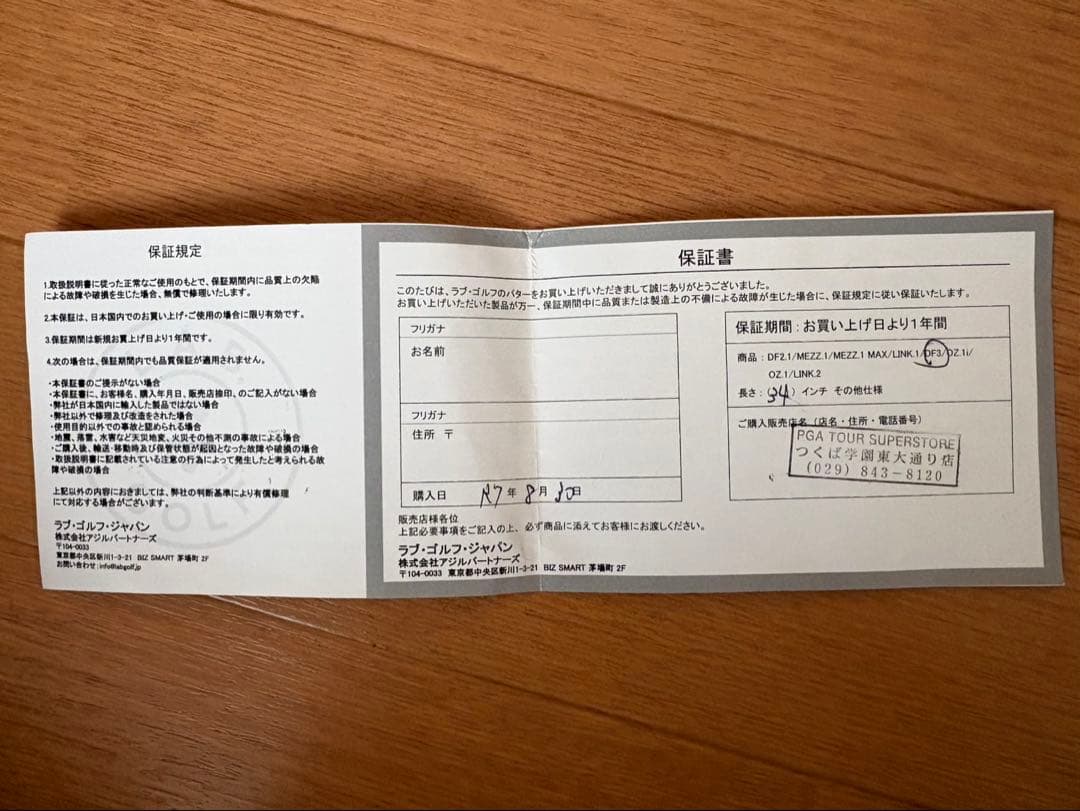 保証規定
1.取扱説明書に従った正常なご使用のもとで、保証期間内に品質上の欠陥
による故障や破損を生じた場合、無償で修理いたします。
2.本保証は、日本国内でのお買い上げ・ご使用の場合に限り有効です。
3.保証期間は新規お買上げ日より1年間です。
4.次の場合は、保証期間内でも品質保証が適用されません。
・本保証書のご提示がない場合
・本保証書に、お客様名、購入年月日、販売店捺印、のご記入がない場合
・弊社が日本国内に輸入した製品ではない場合
・弊社以外で修理及び改造をされた場合
・使用目的以外での事故と認められる場合
・地震、落雷、水害など天災地変、火災その他不測の事故による場合
・ご購入後、輸送・移動時及び保管状態が起因となった故障や破損の場合
・取扱説明書に記載されている注意の行為によって発生したと考えられる故
障や破損の場合
上記以外の内容におきましては、弊社の判断基準により有償修理
にて対応する場合がございます。
ラブ・ゴルフ・ジャパン
株式会社アジルパートナーズ
〒104-0033
東京都中央区新川1-3-21 BIZ SMART 茅場町 2F
お問い合わせ:info@labgolf.jp
保証書
このたびは、ラブ・ゴルフのパターをお買い上げいただきまして誠にありがとうございました。
お買い上げいただいた製品が万一、保証期間中に品質または製造上の不備による故障が生じた場合に、保証規定に従い保証いたします。
フリガナ
お名前
フリガナ
住所 〒
購入日 R7年 8月 30日
保証期間:お買い上げ日より1年間
商品:DF2.1/MEZZ.1/MEZZ.1 MAX/LINK.1/DF3/OZ.1i/
OZ.1/LINK.2
長さ:(34)インチ その他仕様
ご購入販売店名(店名・住所・電話番号)
PGA TOUR SUPERSTORE
つくば学園東大通り店
(029) 843-8120
販売店様各位
上記必要事項をご記入の上、必ず商品に添えてお客様にお渡しください。
ラブ・ゴルフ・ジャパン
株式会社アジルパートナーズ
〒104-0033 東京都中央区新川1-3-21 BIZ SMART 茅場町 2F